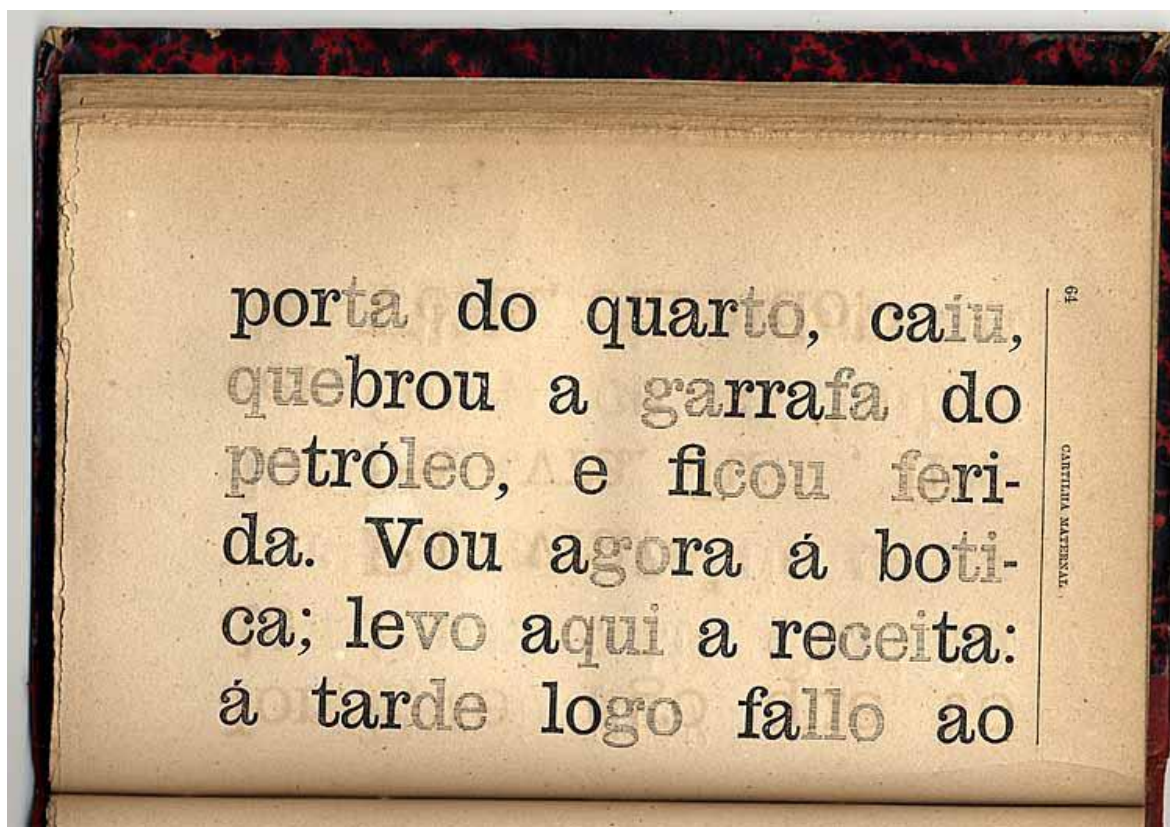 64
CARTILHA MATERNAL
porta do quarto, caíu,
quebrou a garrafa do
petróleo, e ficou feri-
da. Vou agora á boti-
ca; levo aqui a receita:
á tarde logo fallo ao